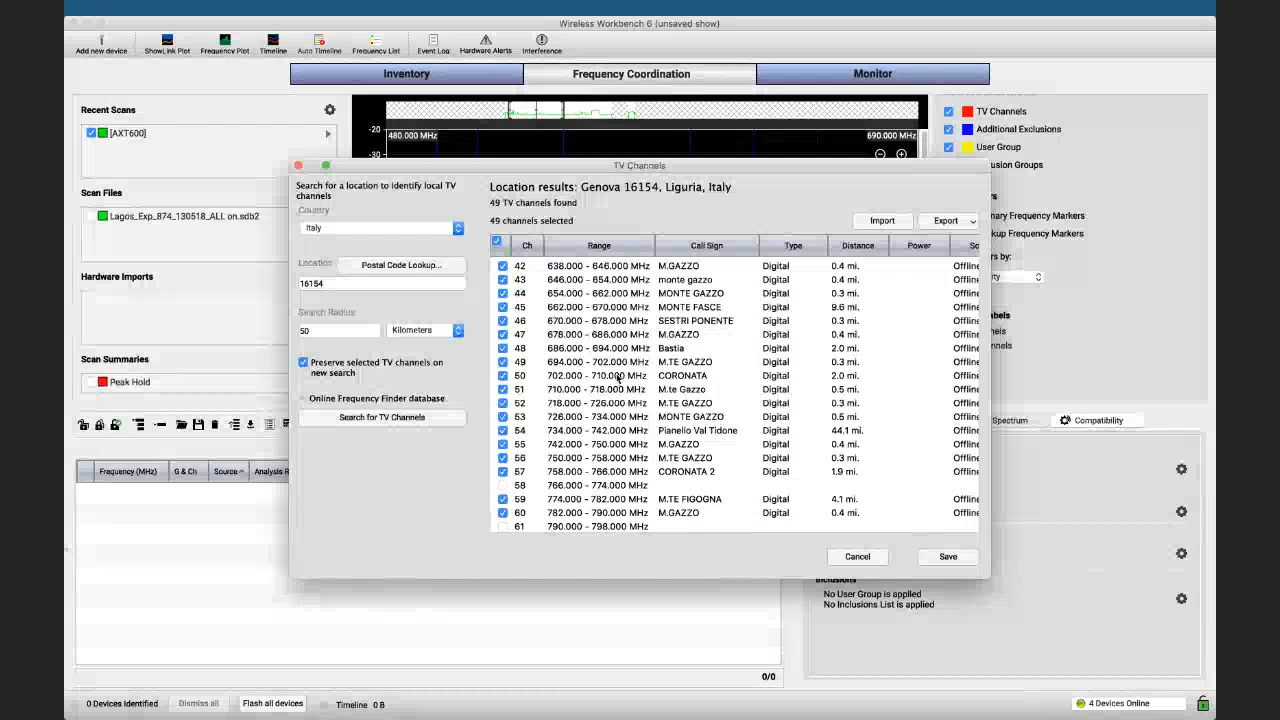 Wireless Workbench 6 (unsaved show)
Add new device
ShowLink Plot
Frequency Plot
Timeline
Auto Timeline
Frequency List
Event Log
Hardware Alerts
Interference
Inventory
Frequency Coordination
Monitor
Recent Scans
[AXT600]
Scan Files
Lagos_Exp_874_130518_ALL on.sdb2
Hardware Imports
Scan Summaries
Peak Hold
-20
-30
480.000 MHz
690.000 MHz
TV Channels
Additional Exclusions
User Group
TV Channels
Search for a location to identify local TV
channels
Country
Italy
Location
Postal Code Lookup...
16154
Search Radius:
50
Kilometers
Preserve selected TV channels on
new search
Online Frequency Finder database
Search for TV Channels
Location results: Genova 16154, Liguria, Italy
49 TV channels found
49 channels selected
Import
Export
Ch Range Call Sign Type Distance Power
42 638.000 - 646.000 MHz M.GAZZO Digital 0.4 mi. Offline
43 646.000 - 654.000 MHz monte gazzo Digital 0.4 mi. Offline
44 654.000 - 662.000 MHz MONTE GAZZO Digital 0.3 mi. Offline
45 662.000 - 670.000 MHz MONTE FASCE Digital 9.6 mi. Offline
46 670.000 - 678.000 MHz SESTRI PONENTE Digital 0.3 mi. Offline
47 678.000 - 686.000 MHz M.GAZZO Digital 0.4 mi. Offline
48 686.000 - 694.000 MHz Bastia Digital 2.0 mi. Offline
49 694.000 - 702.000 MHz M.TE GAZZO Digital 0.3 mi. Offline
50 702.000 - 710.000 MHz CORONATA Digital 2.0 mi. Offline
51 710.000 - 718.000 MHz M.te Gazzo Digital 0.5 mi. Offline
52 718.000 - 726.000 MHz M.TE GAZZO Digital 0.3 mi. Offline
53 726.000 - 734.000 MHz MONTE GAZZO Digital 0.5 mi. Offline
54 734.000 - 742.000 MHz Pianello Val Tidone Digital 44.1 mi. Offline
55 742.000 - 750.000 MHz M.GAZZO Digital 0.4 mi. Offline
56 750.000 - 758.000 MHz M.TE GAZZO Digital 0.3 mi. Offline
57 758.000 - 766.000 MHz CORONATA 2 Digital 1.9 mi. Offline
58 766.000 - 774.000 MHz
59 774.000 - 782.000 MHz M.TE FIGOGNA Digital 4.1 mi. Offline
60 782.000 - 790.000 MHz M.GAZZO Digital 0.4 mi. Offline
61 790.000 - 798.000 MHz
Cancel
Save
Groups
Frequency Markers
Frequency Markers
Spectrum
Compatibility
Frequency (MHz)
G & Ch
Source
Analysis
Inclusions
No User Group is applied
No Inclusions List is applied
0/0
0 Devices Identified
Dismiss all
Flash all devices
Timeline 0 B
4 Devices Online